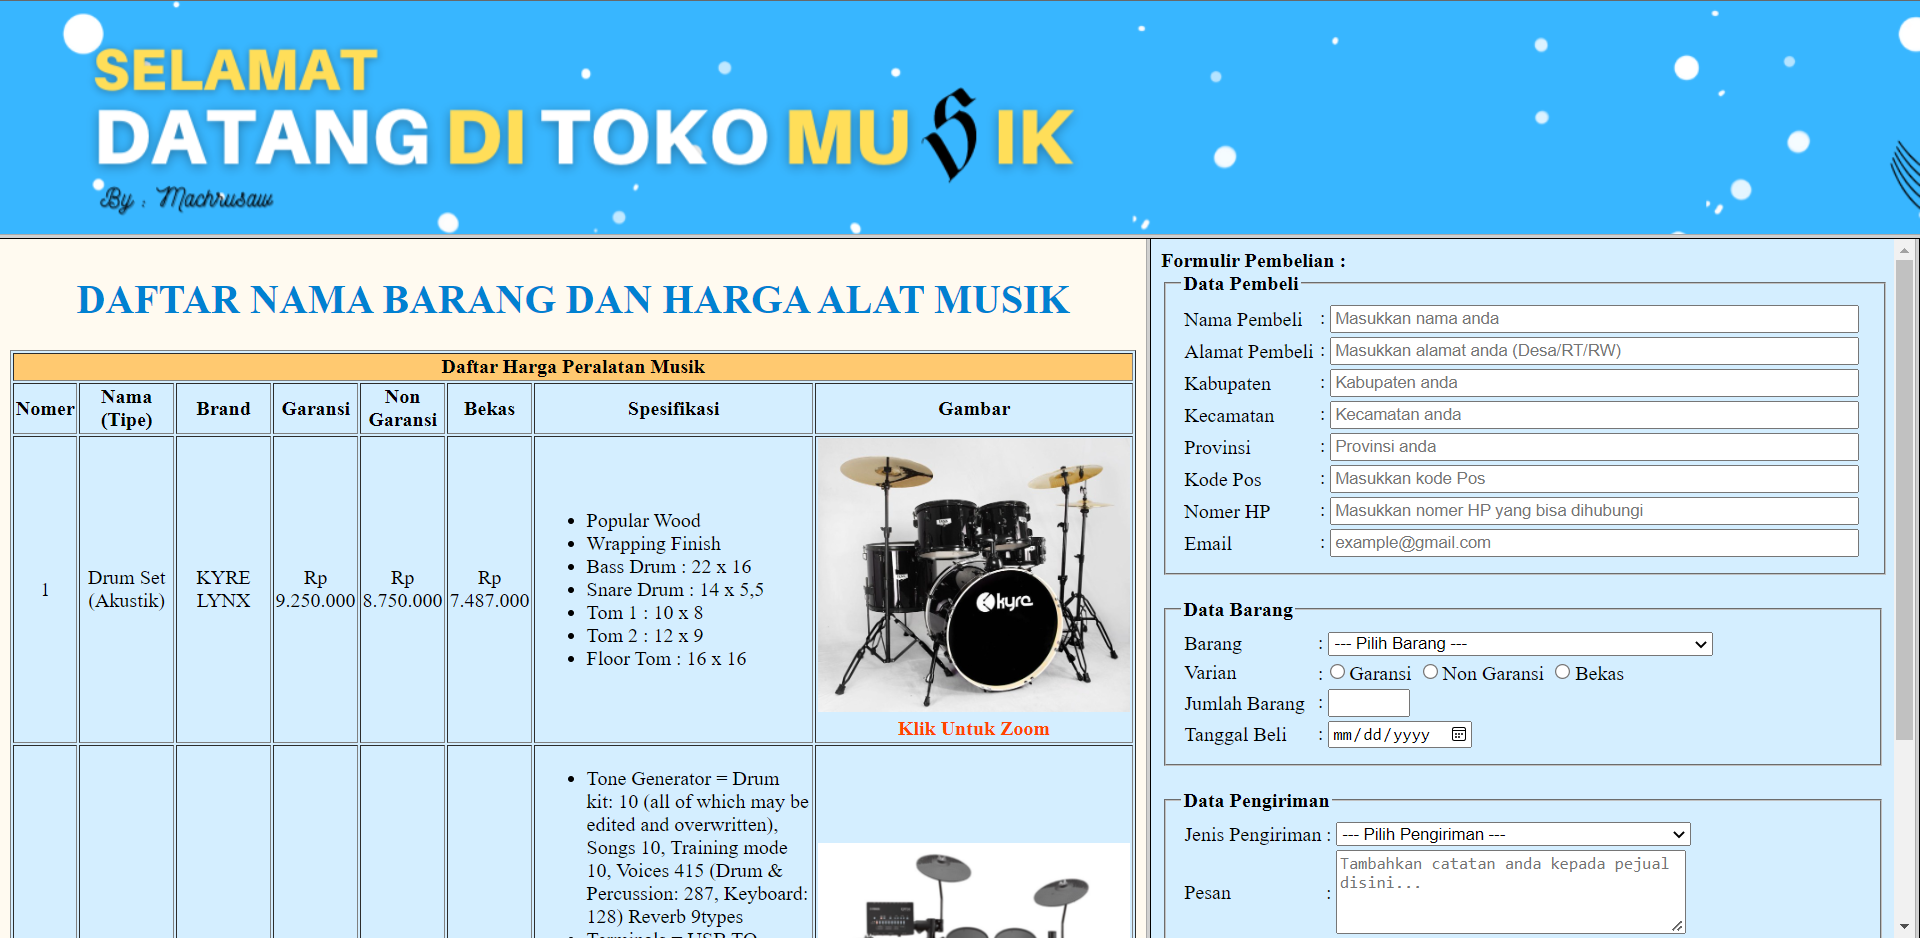 SELAMAT
DATANG DI TOKO MUSIK
By : Machrusaw
DAFTAR NAMA BARANG DAN HARGA ALAT MUSIK
Daftar Harga Peralatan Musik
Nomer
Nama
(Tipe)
Brand
Garansi
Non
Garansi
Bekas
Spesifikasi
Gambar
1
Drum Set
(Akustik)
KYRE
LYNX
Rp
9.250.000
Rp
8.750.000
Rp
7.487.000
Popular Wood
Wrapping Finish
Bass Drum : 22 x 16
Snare Drum : 14 x 5,5
Tom 1 : 10 x 8
Tom 2 : 12 x 9
Floor Tom : 16 x 16
kyre
Klik Untuk Zoom
Tone Generator = Drum
kit: 10 (all of which may be
edited and overwritten),
Songs 10, Training mode
10, Voices 415 (Drum &
Percussion: 287, Keyboard:
128) Reverb 9types
Terminals = USB TO
Formulir Pembelian :
Data Pembeli
Nama Pembeli : Masukkan nama anda
Alamat Pembeli : Masukkan alamat anda (Desa/RT/RW)
Kabupaten : Kabupaten anda
Kecamatan : Kecamatan anda
Provinsi : Provinsi anda
Kode Pos : Masukkan kode Pos
Nomer HP : Masukkan nomer HP yang bisa dihubungi
Email : example@gmail.com
Data Barang
Barang : --- Pilih Barang ---
Varian : Garansi Non Garansi Bekas
Jumlah Barang :
Tanggal Beli : mm/dd/yyyy
Data Pengiriman
Jenis Pengiriman : --- Pilih Pengiriman ---
Pesan : Tambahkan catatan anda kepada pejual
disini...